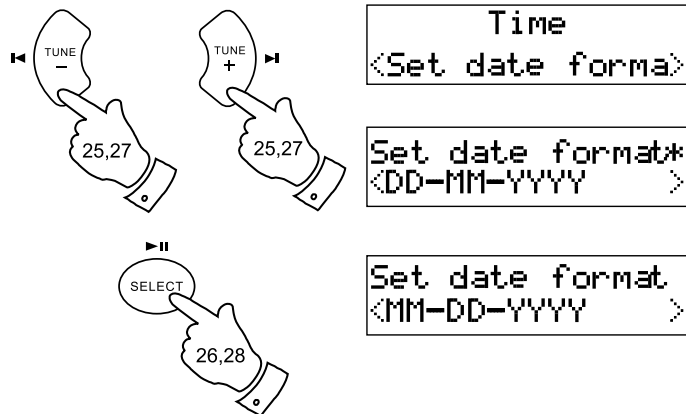 TUNE
–
TUNE
+
25,27
25,27
SELECT
26,28
Time
<Set date forma>
Set date format*
<DD-MM-YYYY >
Set date format
<MM-DD-YYYY >